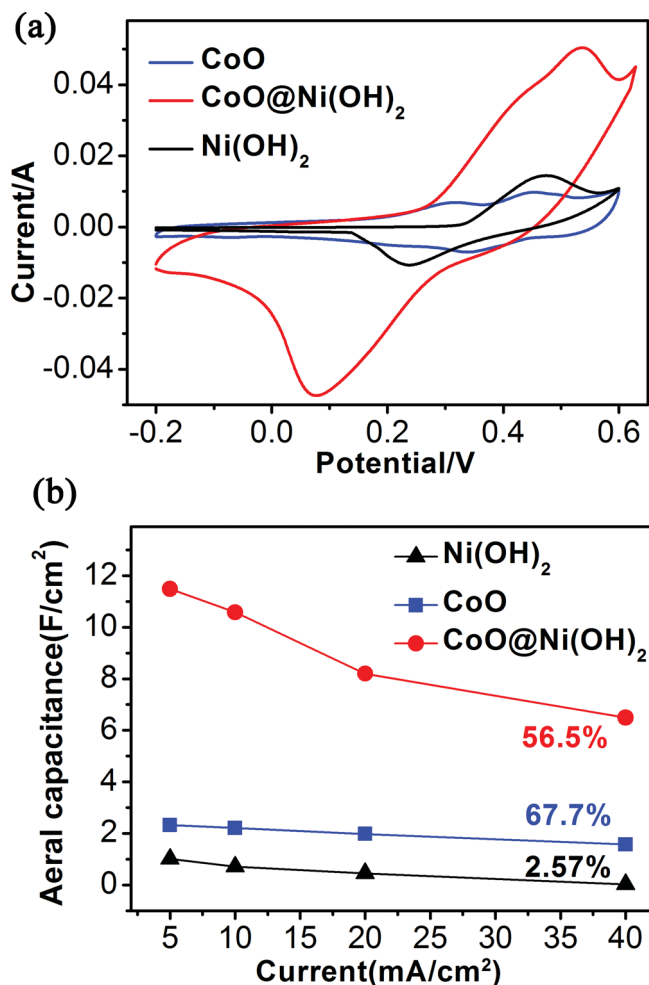 (a)
CoO
CoO@Ni(OH)₂
Ni(OH)₂
0.04
0.02
0.00
-0.02
-0.04
Current/A
-0.2 0.0 0.2 0.4 0.6
Potential/V
(b)
Ni(OH)₂
CoO
CoO@Ni(OH)₂
12
10
8
6
4
2
0
Aeral capacitance(F/cm²)
56.5%
67.7%
2.57%
5 10 15 20 25 30 35 40
Current(mA/cm²)